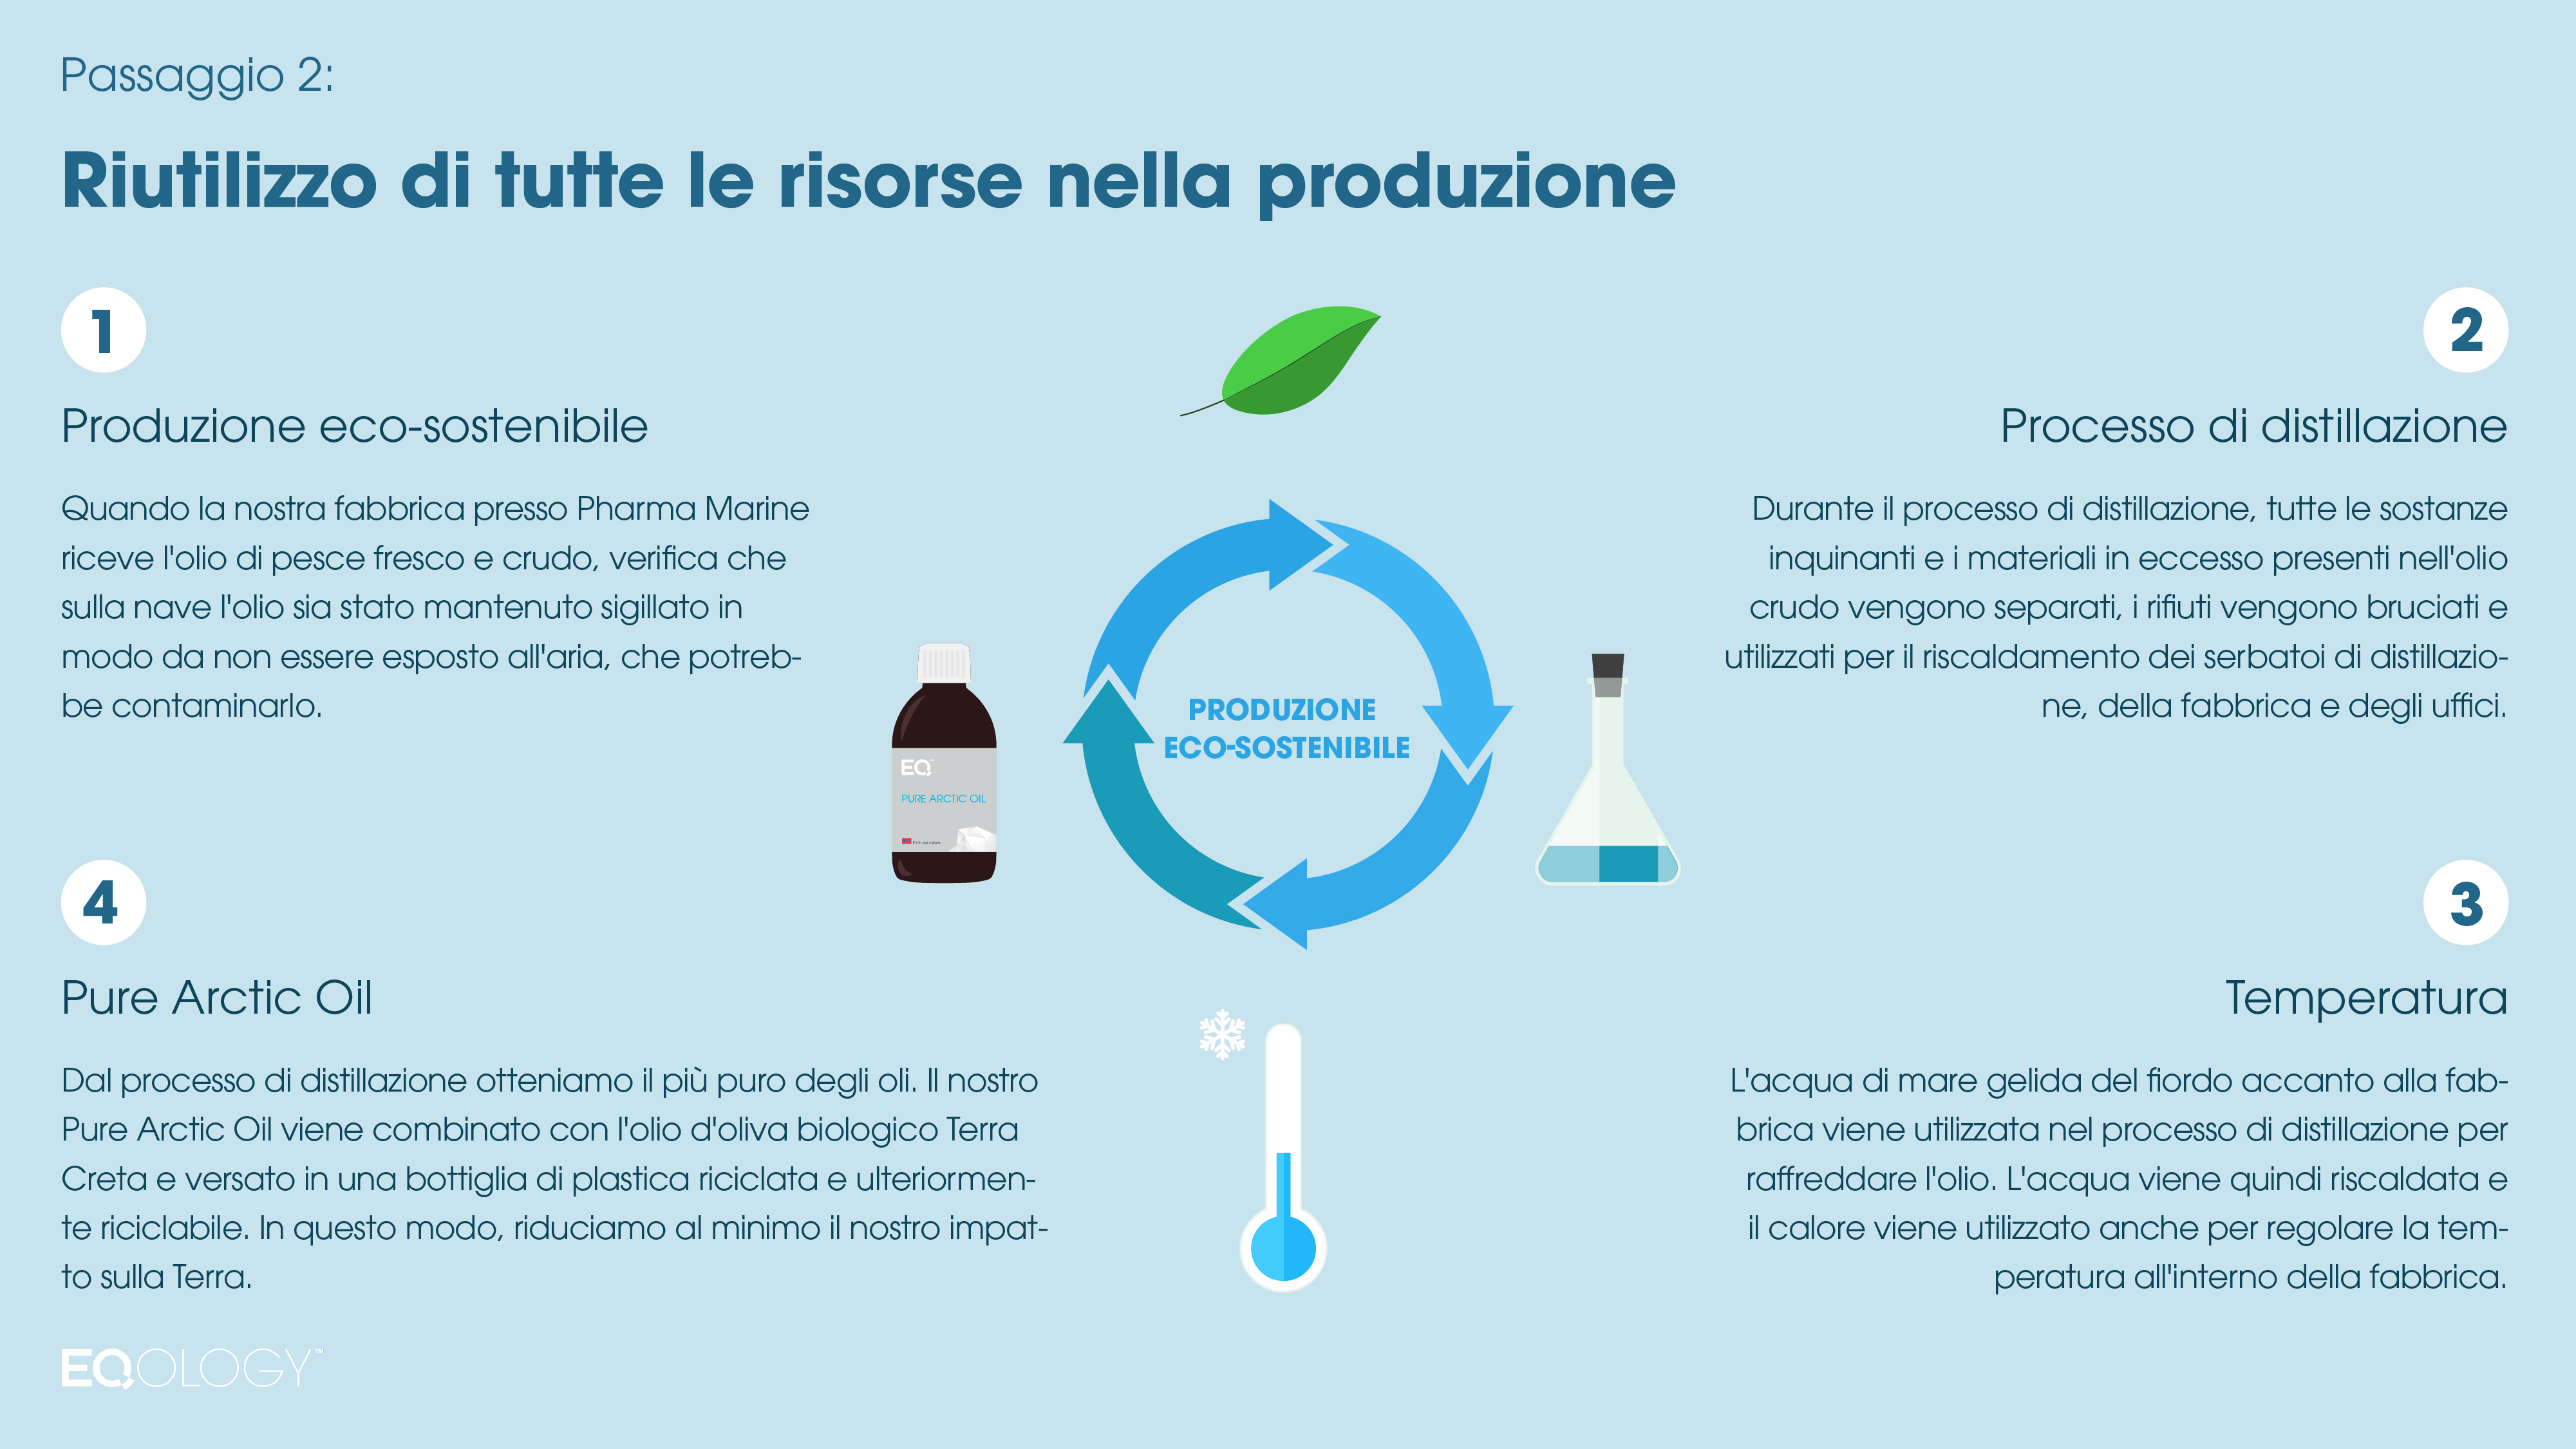 Passaggio 2:
Riutilizzo di tutte le risorse nella produzione
1
Produzione eco-sostenibile
Quando la nostra fabbrica presso Pharma Marine
riceve l'olio di pesce fresco e crudo, verifica che
sulla nave l'olio sia stato mantenuto sigillato in
modo da non essere esposto all'aria, che potreb-
be contaminarlo.
2
Processo di distillazione
Durante il processo di distillazione, tutte le sostanze
inquinanti e i materiali in eccesso presenti nell'olio
crudo vengono separati, i rifiuti vengono bruciati e
utilizzati per il riscaldamento dei serbatoi di distillazio-
ne, della fabbrica e degli uffici.
PRODUZIONE
ECO-SOSTENIBILE
EQ™
PURE ARCTIC OIL
3
Temperatura
L'acqua di mare gelida del fiordo accanto alla fab-
brica viene utilizzata nel processo di distillazione per
raffreddare l'olio. L'acqua viene quindi riscaldata e
il calore viene utilizzato anche per regolare la tem-
peratura all'interno della fabbrica.
4
Pure Arctic Oil
Dal processo di distillazione otteniamo il più puro degli oli. Il nostro
Pure Arctic Oil viene combinato con l'olio d'oliva biologico Terra
Creta e versato in una bottiglia di plastica riciclata e ulteriormen-
te riciclabile. In questo modo, riduciamo al minimo il nostro impat-
to sulla Terra.
EQOLOGY™